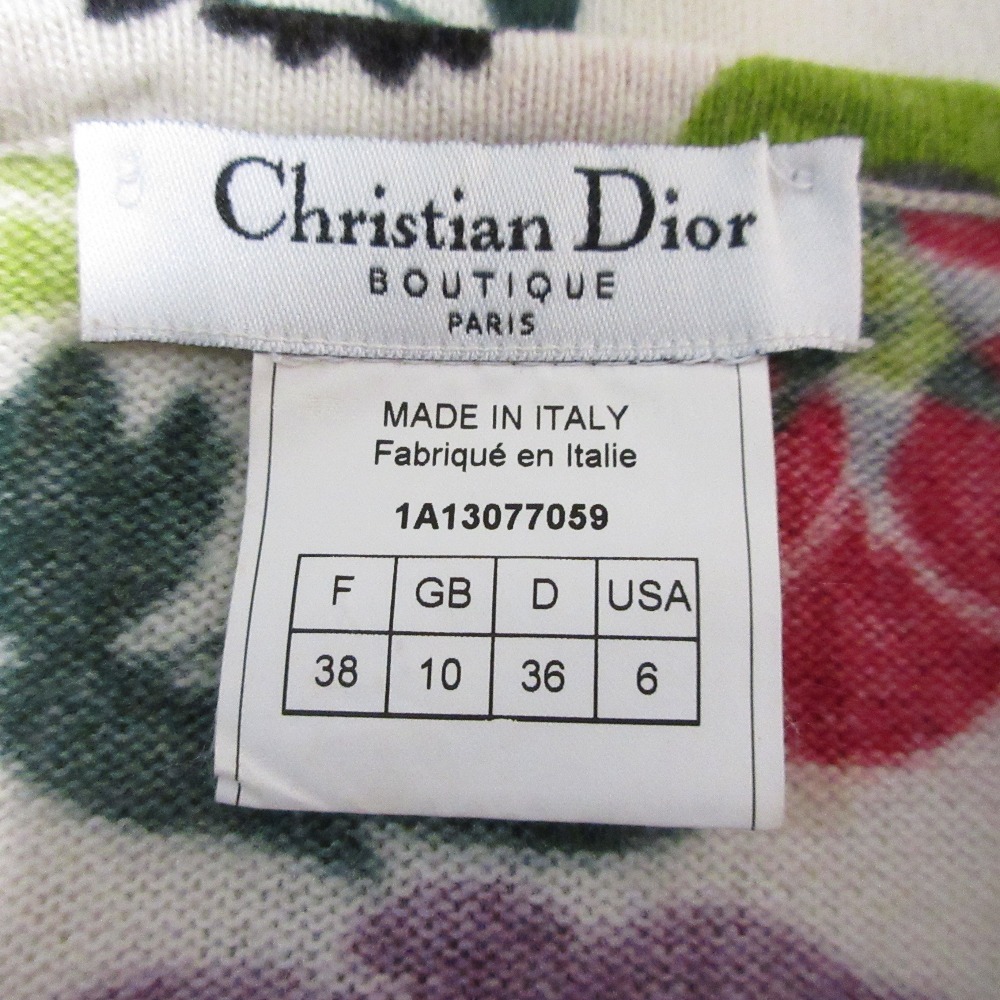 Christian Dior
BOUTIQUE
PARIS
MADE IN ITALY
Fabriqué en Italie
1A13077059
F GB D USA
38 10 36 6